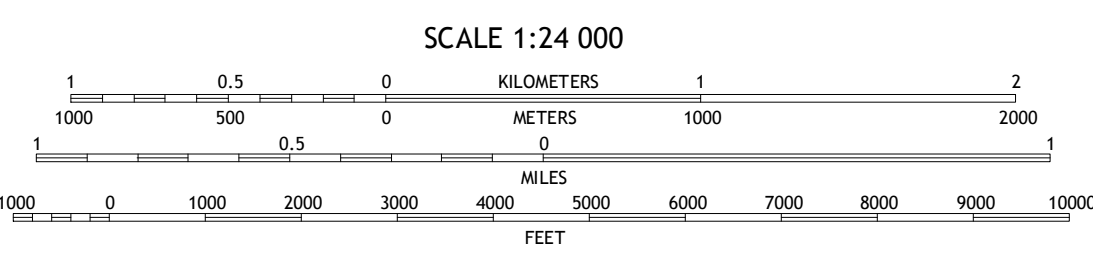 SCALE 1:24 000
1 0.5 0 KILOMETERS 1 2
1000 500 0 METERS 1000 2000
1 0.5 0 1
MILES
1000 0 1000 2000 3000 4000 5000 6000 7000 8000 9000 10000
FEET